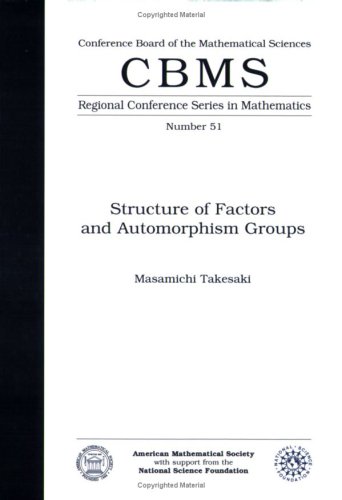 Copyrighted Material
Conference Board of the Mathematical Sciences
CBMS
Regional Conference Series in Mathematics
Number 51
Structure of Factors
and Automorphism Groups
Masamichi Takesaki
American Mathematical Society
with support from the
National Science Foundation
Copyrighted Material